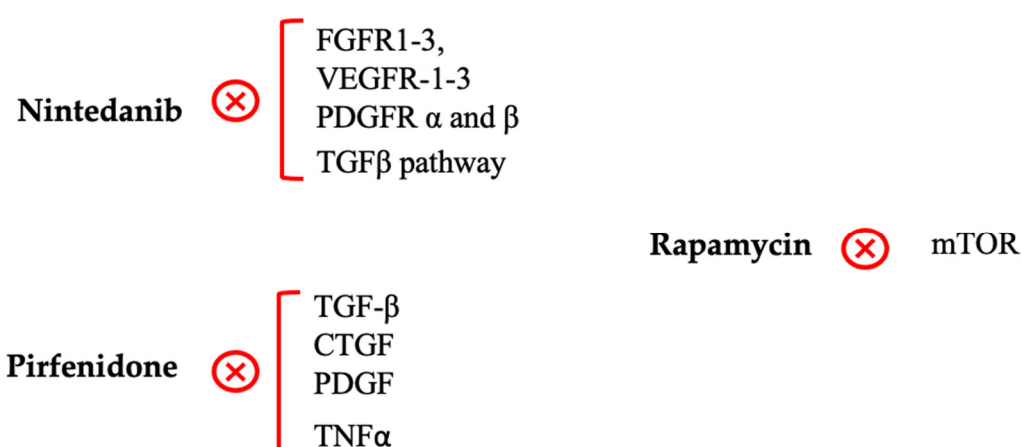 FGFR1-3,
VEGFR-1-3
Nintedanib
PDGFR α and β
TGFβ pathway
Rapamycin mTOR
TGF-β
CTGF
Pirfenidone
PDGF
TNFα